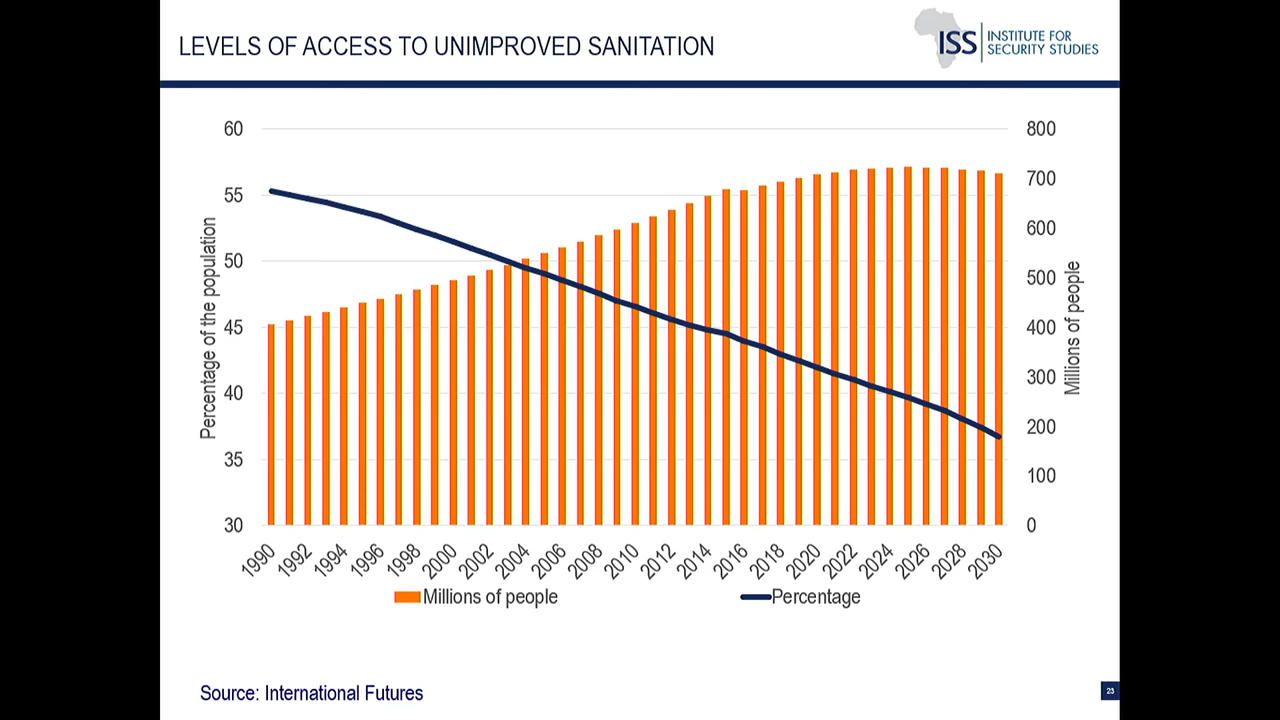 LEVELS OF ACCESS TO UNIMPROVED SANITATION
ISS
INSTITUTE FOR
SECURITY STUDIES
Percentage of the population
60
55
50
45
40
35
30
800
700
600
500
400
300
200
100
0
Millions of people
1990 1992 1994 1996 1998 2000 2002 2004 2006 2008 2010 2012 2014 2016 2018 2020 2022 2024 2026 2028 2030
Millions of people Percentage
Source: International Futures
23